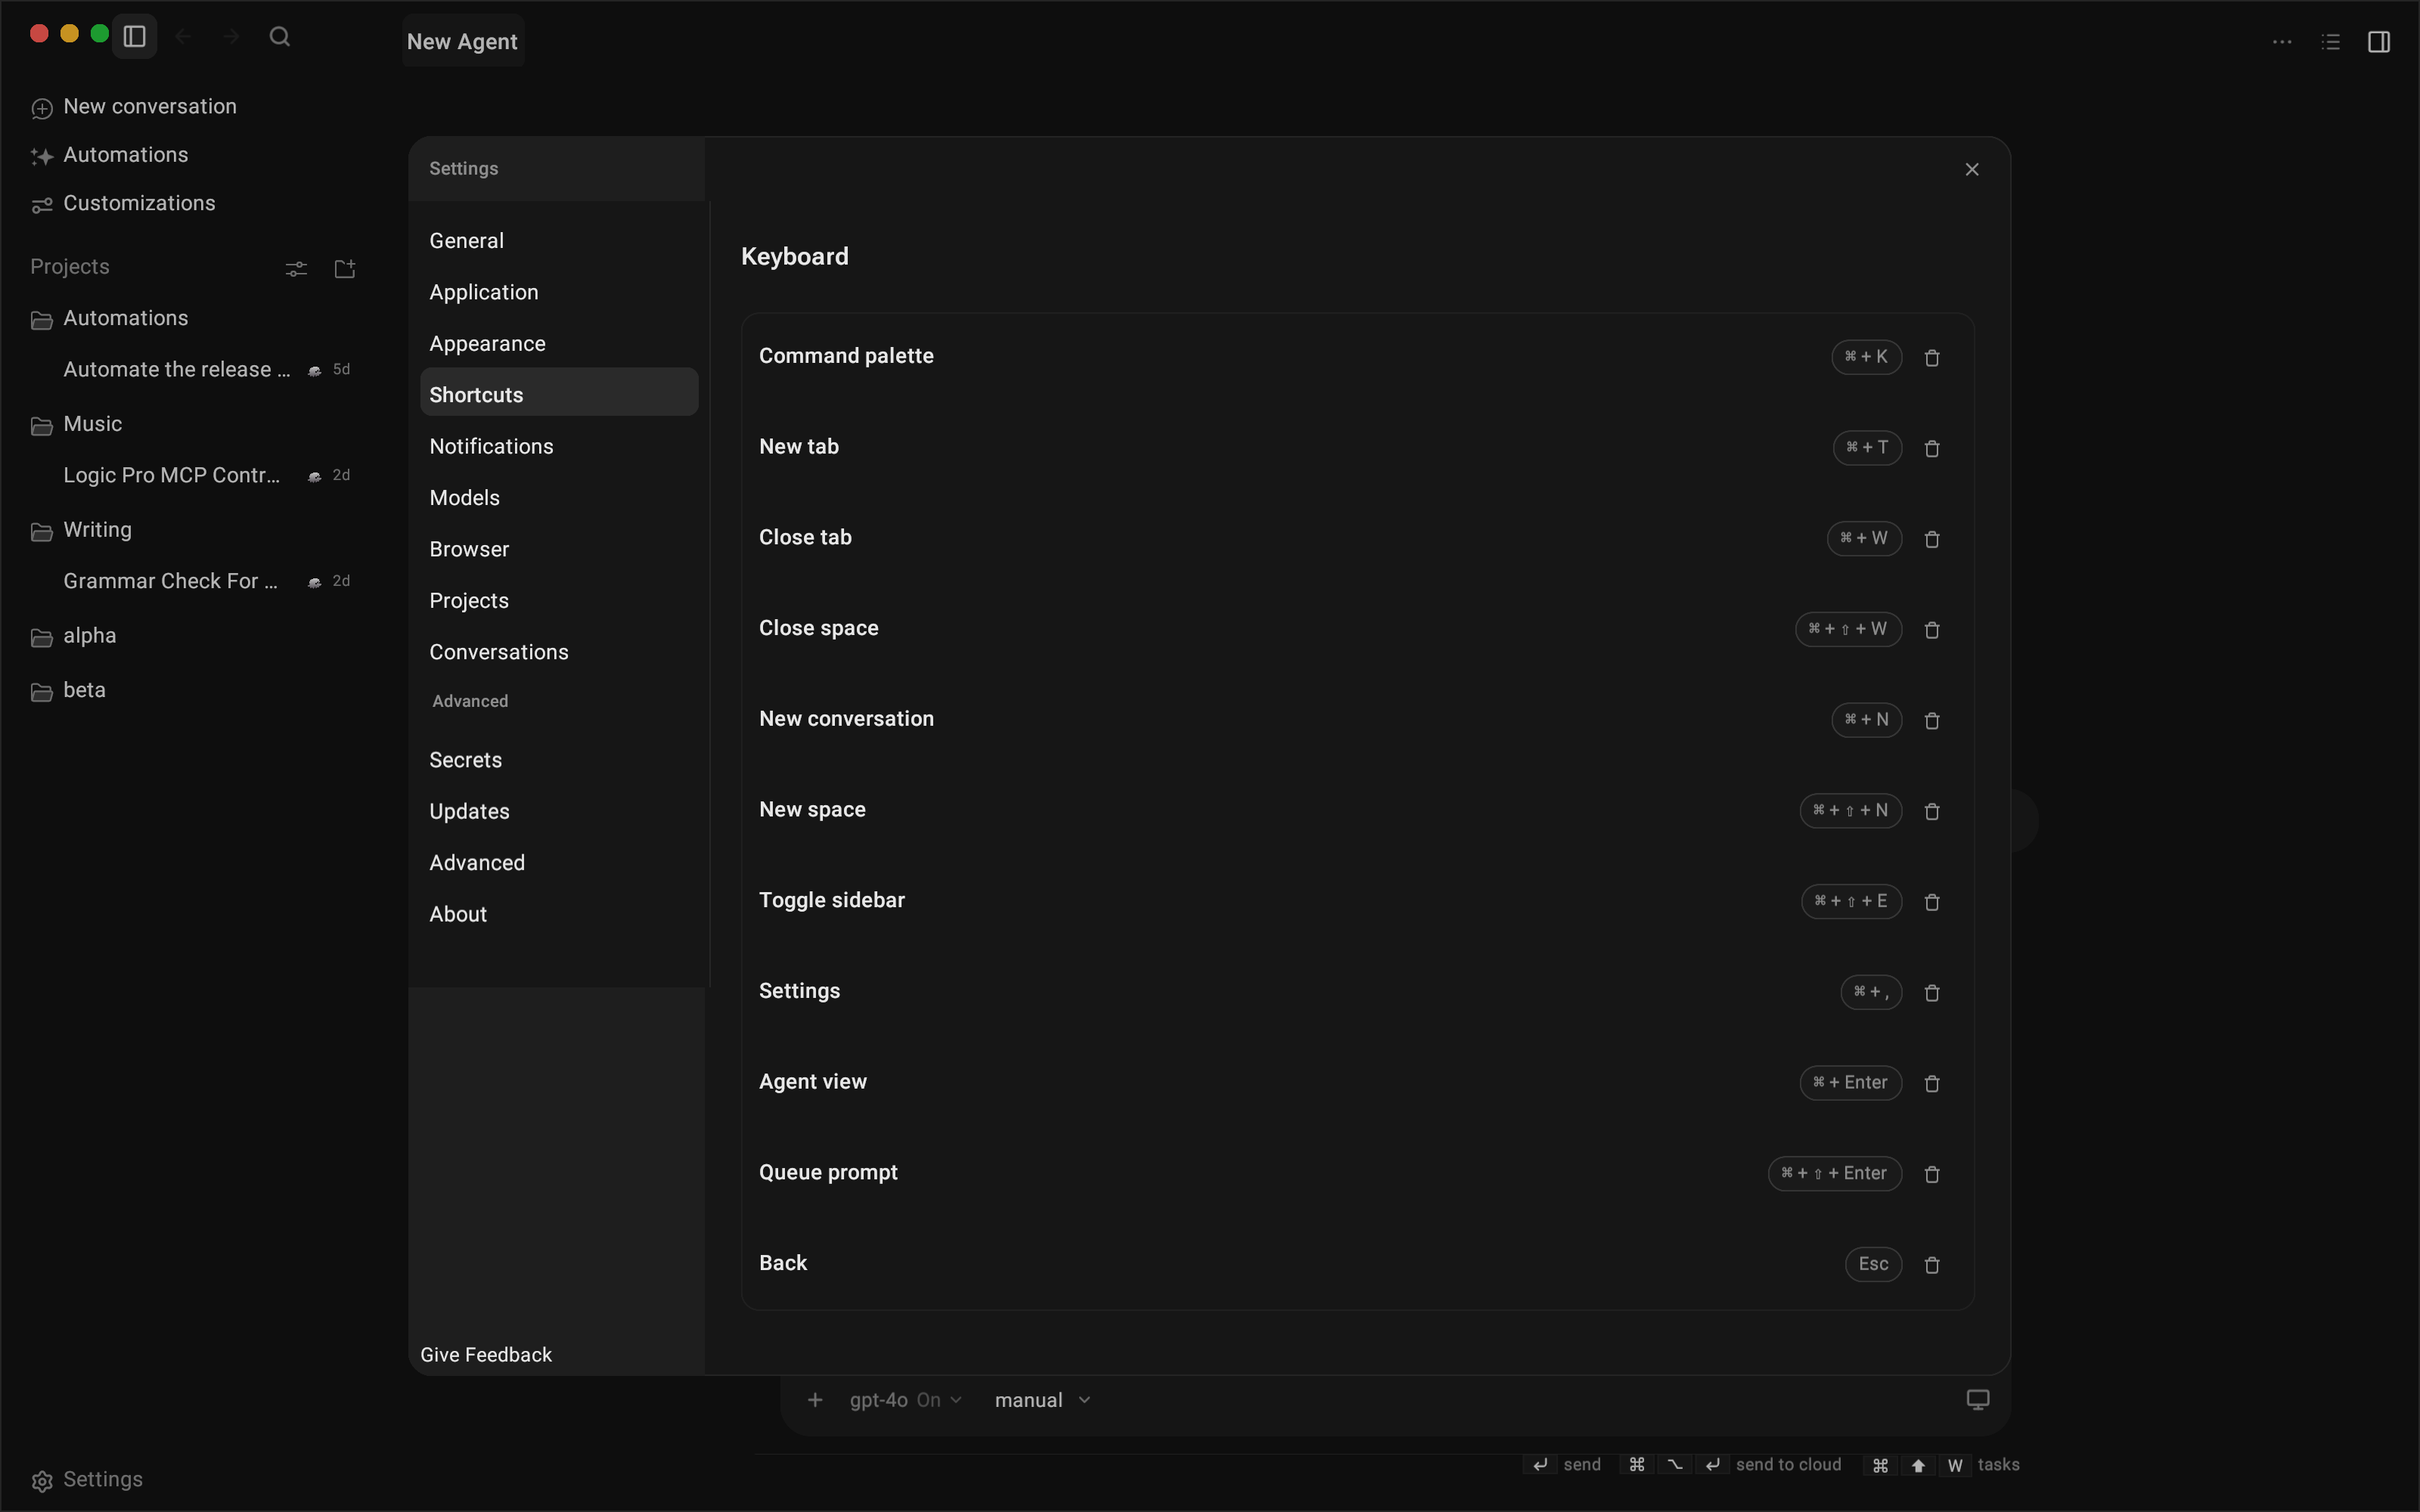 New Agent
New conversation
Automations
Customizations
Projects
Automations
Automate the release ... 5d
Music
Logic Pro MCP Contr... 2d
Writing
Grammar Check For ... 2d
alpha
beta
Settings
Settings
General
Application
Appearance
Shortcuts
Notifications
Models
Browser
Projects
Conversations
Advanced
Secrets
Updates
Advanced
About
Give Feedback
Keyboard
Command palette ⌘ + K
New tab ⌘ + T
Close tab ⌘ + W
Close space ⌘ + ⇧ + W
New conversation ⌘ + N
New space ⌘ + ⇧ + N
Toggle sidebar ⌘ + ⇧ + E
Settings ⌘ + ,
Agent view ⌘ + Enter
Queue prompt ⌘ + ⇧ + Enter
Back Esc
gpt-4o On manual
send ⌘ ⌥ send to cloud ⌘ W tasks